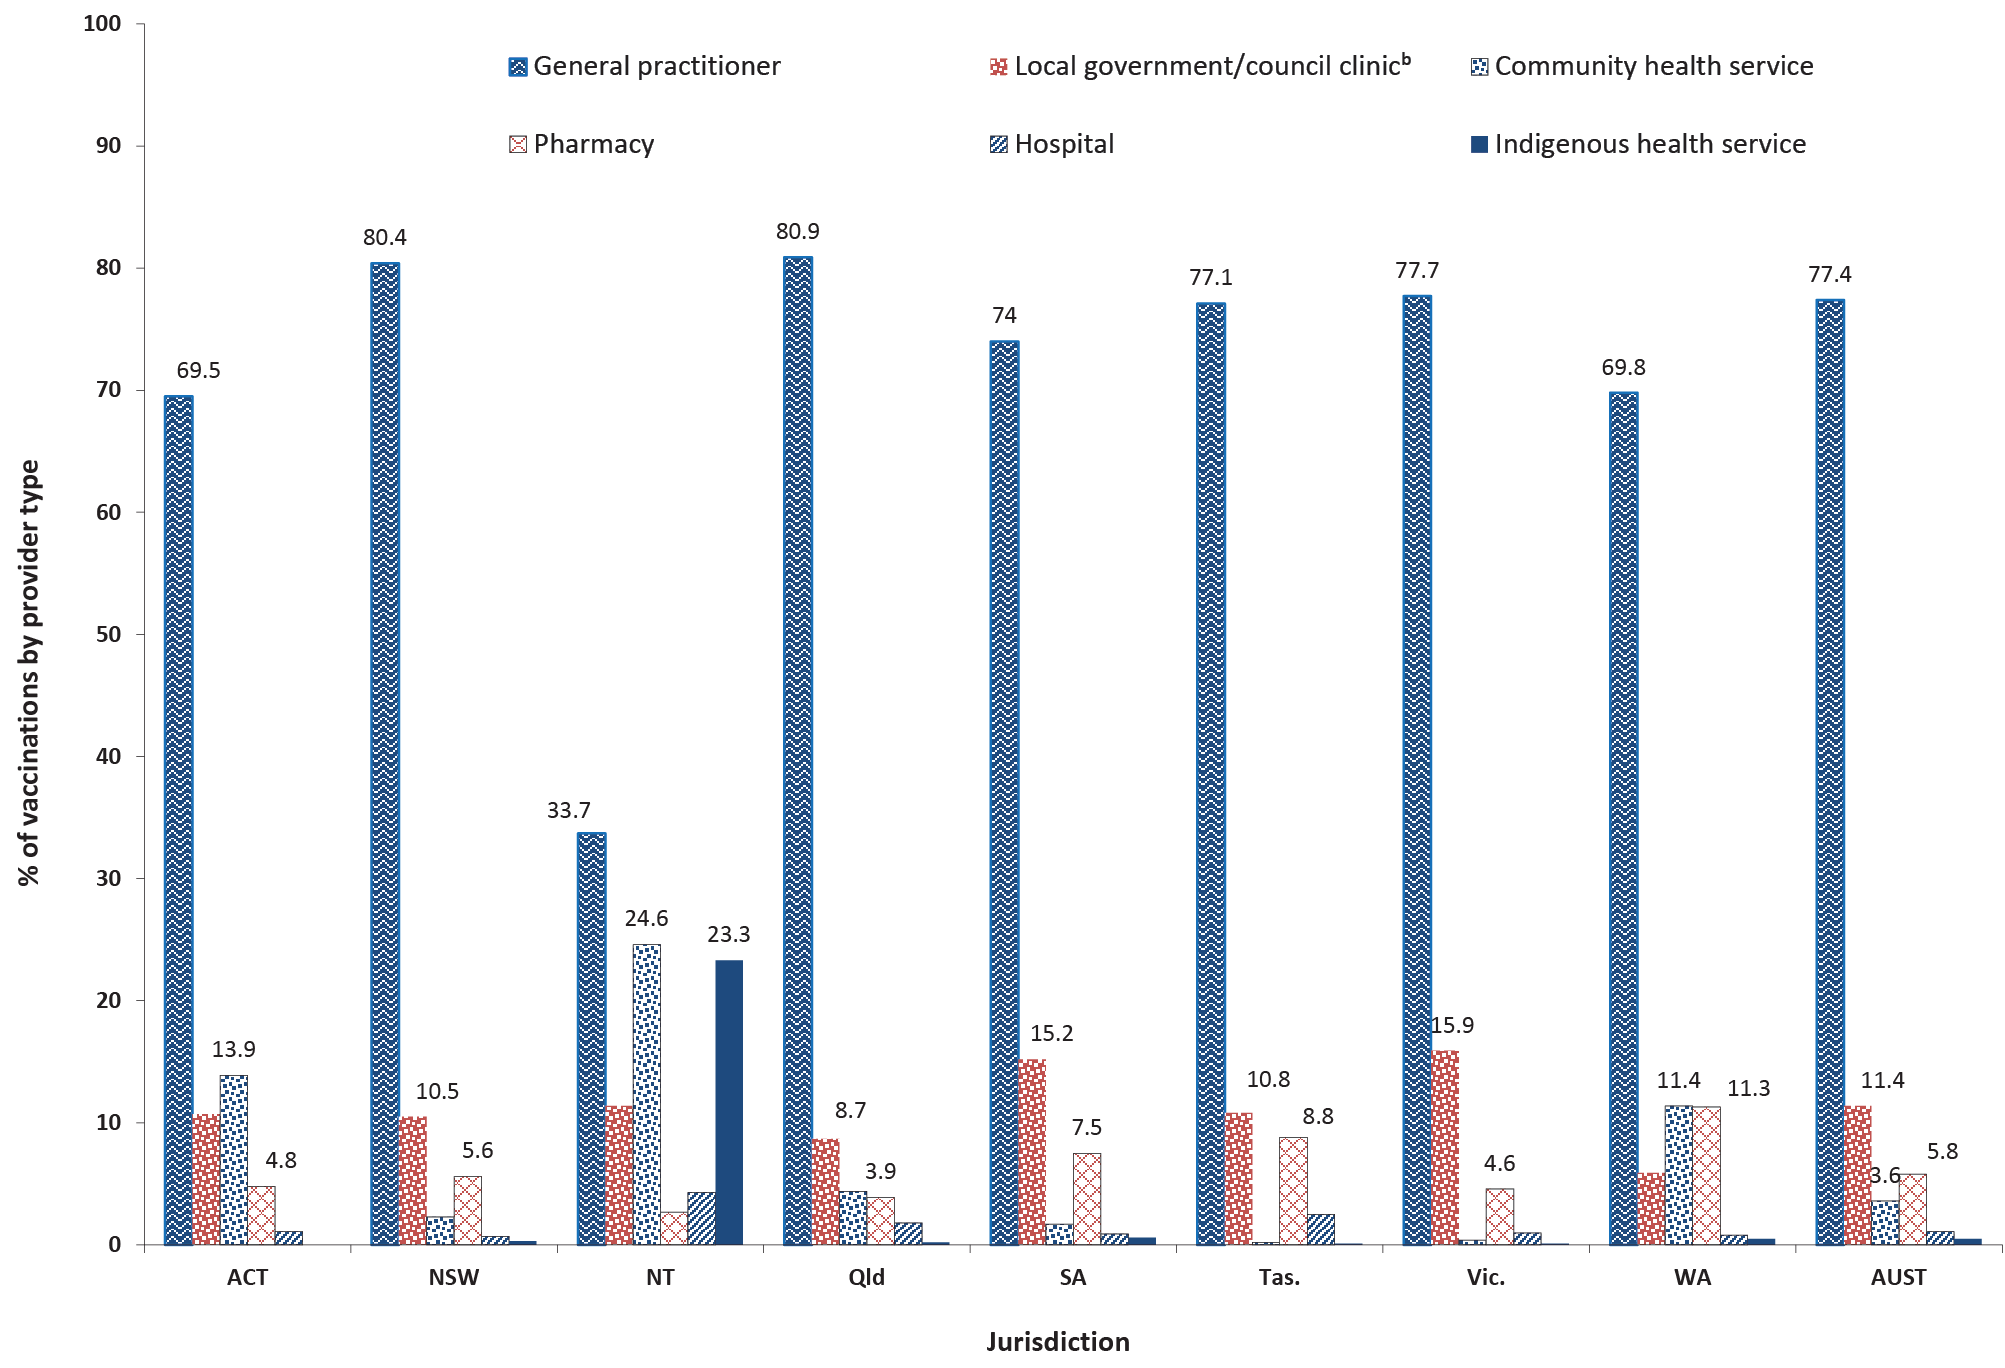 100
90
80
70
60
50
40
30
20
10
0
% of vaccinations by provider type
General practitioner
Local government/council clinicᵇ
Community health service
Pharmacy
Hospital
Indigenous health service
69.5
13.9
4.8
80.4
10.5
5.6
33.7
24.6
23.3
80.9
8.7
3.9
74
15.2
7.5
77.1
10.8
8.8
77.7
15.9
4.6
69.8
11.4
11.3
77.4
11.4
3.6
5.8
ACT
NSW
NT
Qld
SA
Tas.
Vic.
WA
AUST
Jurisdiction